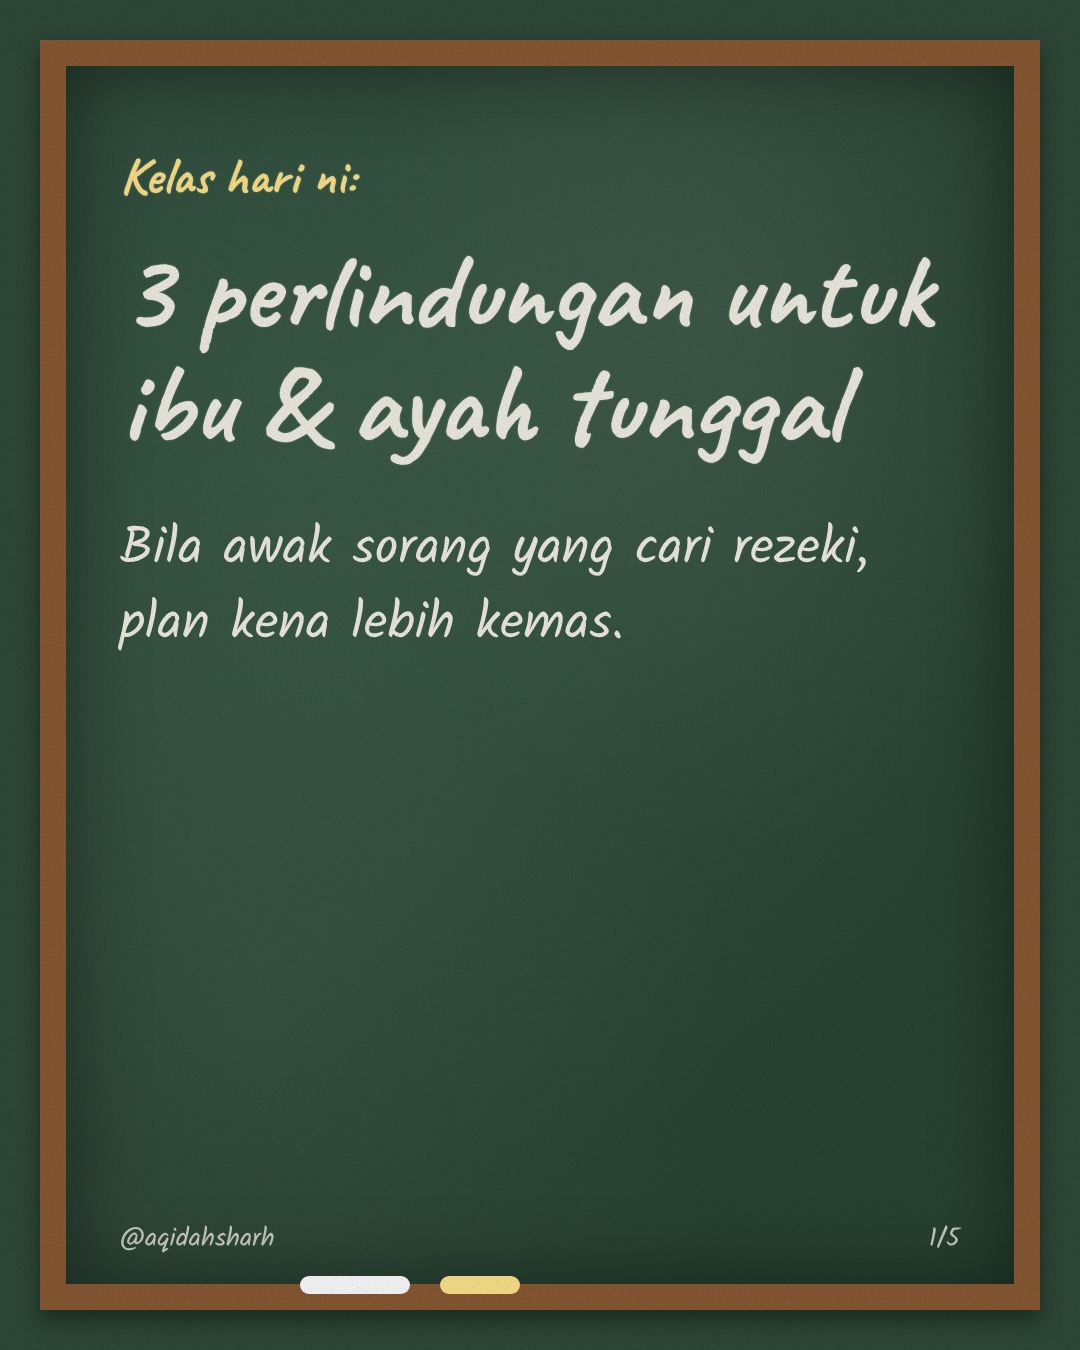 Kelas hari ni:
3 perlindungan untuk
ibu & ayah tunggal
Bila awak sorang yang cari rezeki,
plan kena lebih kemas.
@aqidahsharh
1/5